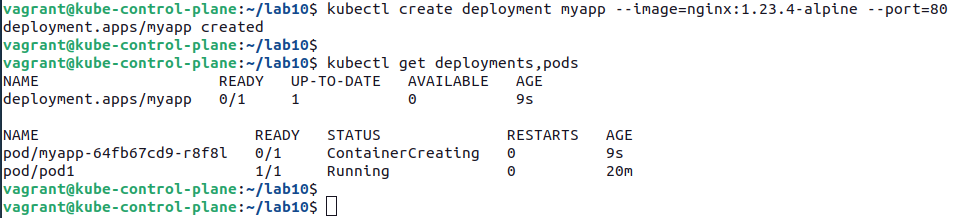 vagrant@kube-control-plane:~/lab10$ kubectl create deployment myapp --image=nginx:1.23.4-alpine --port=80
deployment.apps/myapp created
vagrant@kube-control-plane:~/lab10$
vagrant@kube-control-plane:~/lab10$ kubectl get deployments,pods
NAME                    READY   UP-TO-DATE   AVAILABLE   AGE
deployment.apps/myapp   0/1     1            0           9s

NAME                        READY   STATUS              RESTARTS   AGE
pod/myapp-64fb67cd9-r8f8l   0/1     ContainerCreating   0          9s
pod/pod1                    1/1     Running             0          20m
vagrant@kube-control-plane:~/lab10$
vagrant@kube-control-plane:~/lab10$